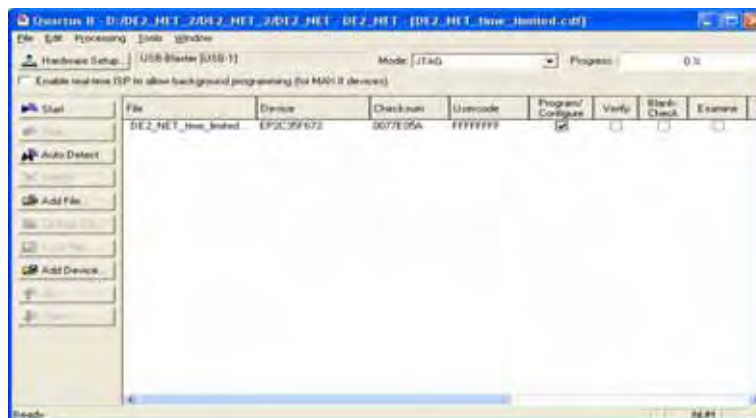 Quartus II - D:/DE2_NET_2/DE2_NET_2/DE2_NET - DE2_NET - [DE2_NET_time_limited.cdf]
File Edit Processing Tools Window
Hardware Setup... USB-Blaster [USB-1] Mode: JTAG Progress: 0 %
Enable real-time ISP to allow background programming (for MAX II devices)
Start
Auto Detect
Add File...
Add Device...
File Device Checksum Usercode Program/ Configure Verify Blank- Check Examine
DE2_NET_time_limited... EP2C35F672 0077E05A FFFFFFFF
Ready NUM